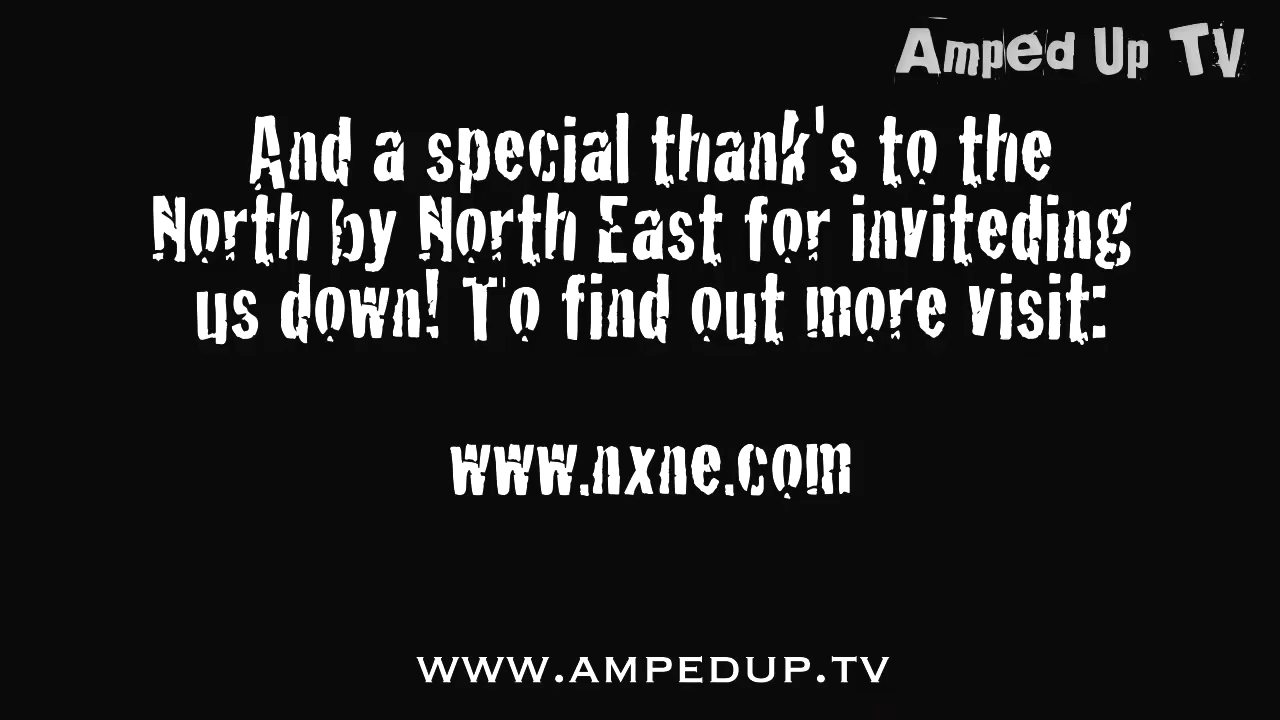 Amped Up TV
And a special thank's to the
North by North East for inviteding
us down! To find out more visit:
www.nxne.com
WWW.AMPEDUP.TV